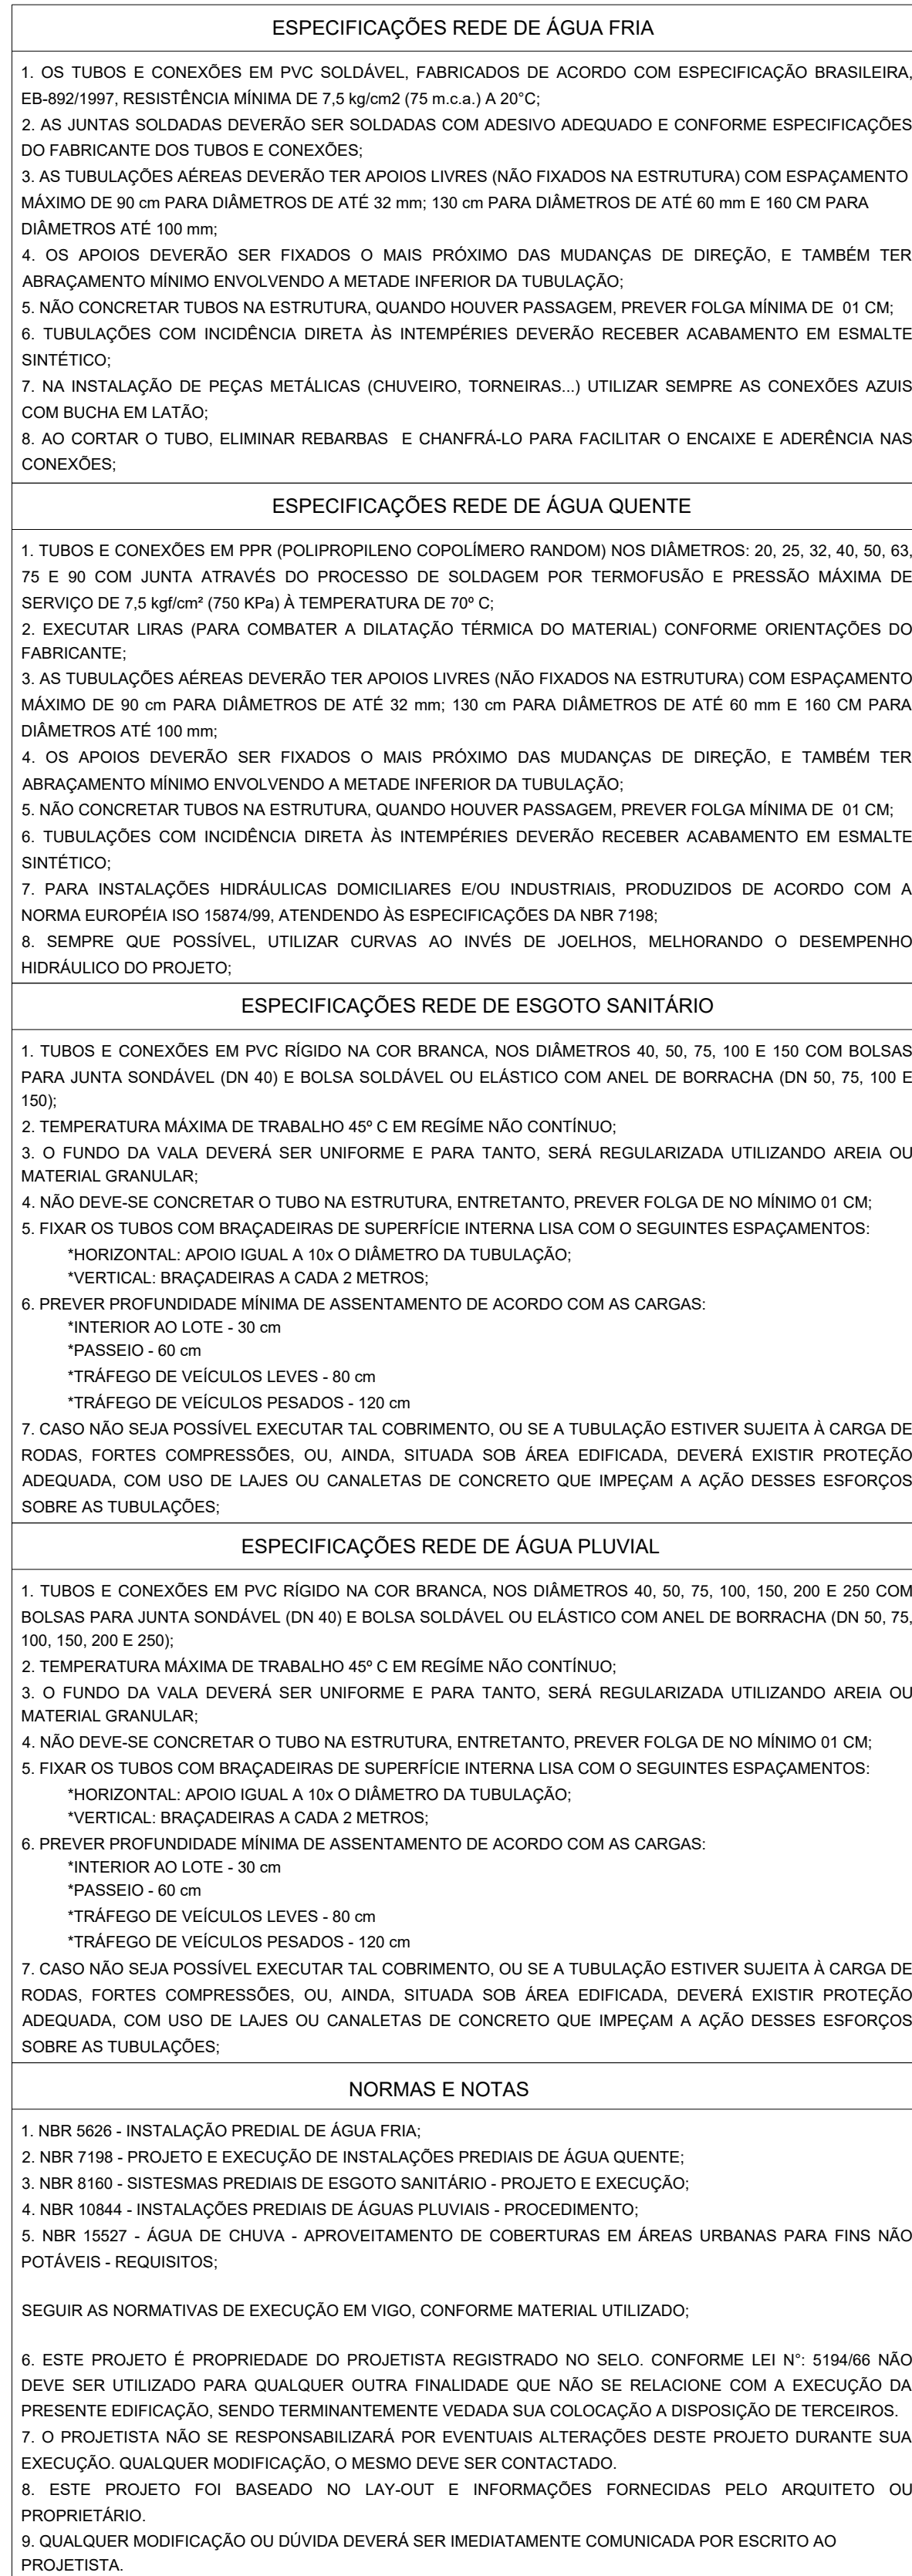 ESPECIFICAÇÕES REDE DE ÁGUA FRIA
1. OS TUBOS E CONEXÕES EM PVC SOLDÁVEL, FABRICADOS DE ACORDO COM ESPECIFICAÇÃO BRASILEIRA,
EB-892/1997, RESISTÊNCIA MÍNIMA DE 7,5 kg/cm2 (75 m.c.a.) A 20°C;
2. AS JUNTAS SOLDADAS DEVERÃO SER SOLDADAS COM ADESIVO ADEQUADO E CONFORME ESPECIFICAÇÕES
DO FABRICANTE DOS TUBOS E CONEXÕES;
3. AS TUBULAÇÕES AÉREAS DEVERÃO TER APOIOS LIVRES (NÃO FIXADOS NA ESTRUTURA) COM ESPAÇAMENTO
MÁXIMO DE 90 cm PARA DIÂMETROS DE ATÉ 32 mm; 130 cm PARA DIÂMETROS DE ATÉ 60 mm E 160 CM PARA
DIÂMETROS ATÉ 100 mm;
4. OS APOIOS DEVERÃO SER FIXADOS O MAIS PRÓXIMO DAS MUDANÇAS DE DIREÇÃO, E TAMBÉM TER
ABRAÇAMENTO MÍNIMO ENVOLVENDO A METADE INFERIOR DA TUBULAÇÃO;
5. NÃO CONCRETAR TUBOS NA ESTRUTURA, QUANDO HOUVER PASSAGEM, PREVER FOLGA MÍNIMA DE 01 CM;
6. TUBULAÇÕES COM INCIDÊNCIA DIRETA ÀS INTEMPÉRIES DEVERÃO RECEBER ACABAMENTO EM ESMALTE
SINTÉTICO;
7. NA INSTALAÇÃO DE PEÇAS METÁLICAS (CHUVEIRO, TORNEIRAS...) UTILIZAR SEMPRE AS CONEXÕES AZUIS
COM BUCHA EM LATÃO;
8. AO CORTAR O TUBO, ELIMINAR REBARBAS E CHANFRÁ-LO PARA FACILITAR O ENCAIXE E ADERÊNCIA NAS
CONEXÕES;
ESPECIFICAÇÕES REDE DE ÁGUA QUENTE
1. TUBOS E CONEXÕES EM PPR (POLIPROPILENO COPOLÍMERO RANDOM) NOS DIÂMETROS: 20, 25, 32, 40, 50, 63,
75 E 90 COM JUNTA ATRAVÉS DO PROCESSO DE SOLDAGEM POR TERMOFUSÃO E PRESSÃO MÁXIMA DE
SERVIÇO DE 7,5 kgf/cm² (750 KPa) À TEMPERATURA DE 70º C;
2. EXECUTAR LIRAS (PARA COMBATER A DILATAÇÃO TÉRMICA DO MATERIAL) CONFORME ORIENTAÇÕES DO
FABRICANTE;
3. AS TUBULAÇÕES AÉREAS DEVERÃO TER APOIOS LIVRES (NÃO FIXADOS NA ESTRUTURA) COM ESPAÇAMENTO
MÁXIMO DE 90 cm PARA DIÂMETROS DE ATÉ 32 mm; 130 cm PARA DIÂMETROS DE ATÉ 60 mm E 160 CM PARA
DIÂMETROS ATÉ 100 mm;
4. OS APOIOS DEVERÃO SER FIXADOS O MAIS PRÓXIMO DAS MUDANÇAS DE DIREÇÃO, E TAMBÉM TER
ABRAÇAMENTO MÍNIMO ENVOLVENDO A METADE INFERIOR DA TUBULAÇÃO;
5. NÃO CONCRETAR TUBOS NA ESTRUTURA, QUANDO HOUVER PASSAGEM, PREVER FOLGA MÍNIMA DE 01 CM;
6. TUBULAÇÕES COM INCIDÊNCIA DIRETA ÀS INTEMPÉRIES DEVERÃO RECEBER ACABAMENTO EM ESMALTE
SINTÉTICO;
7. PARA INSTALAÇÕES HIDRÁULICAS DOMICILIARES E/OU INDUSTRIAIS, PRODUZIDOS DE ACORDO COM A
NORMA EUROPÉIA ISO 15874/99, ATENDENDO ÀS ESPECIFICAÇÕES DA NBR 7198;
8. SEMPRE QUE POSSÍVEL, UTILIZAR CURVAS AO INVÉS DE JOELHOS, MELHORANDO O DESEMPENHO
HIDRÁULICO DO PROJETO;
ESPECIFICAÇÕES REDE DE ESGOTO SANITÁRIO
1. TUBOS E CONEXÕES EM PVC RÍGIDO NA COR BRANCA, NOS DIÂMETROS 40, 50, 75, 100 E 150 COM BOLSAS
PARA JUNTA SONDÁVEL (DN 40) E BOLSA SOLDÁVEL OU ELÁSTICO COM ANEL DE BORRACHA (DN 50, 75, 100 E
150);
2. TEMPERATURA MÁXIMA DE TRABALHO 45º C EM REGÍME NÃO CONTÍNUO;
3. O FUNDO DA VALA DEVERÁ SER UNIFORME E PARA TANTO, SERÁ REGULARIZADA UTILIZANDO AREIA OU
MATERIAL GRANULAR;
4. NÃO DEVE-SE CONCRETAR O TUBO NA ESTRUTURA, ENTRETANTO, PREVER FOLGA DE NO MÍNIMO 01 CM;
5. FIXAR OS TUBOS COM BRAÇADEIRAS DE SUPERFÍCIE INTERNA LISA COM O SEGUINTES ESPAÇAMENTOS:
*HORIZONTAL: APOIO IGUAL A 10x O DIÂMETRO DA TUBULAÇÃO;
*VERTICAL: BRAÇADEIRAS A CADA 2 METROS;
6. PREVER PROFUNDIDADE MÍNIMA DE ASSENTAMENTO DE ACORDO COM AS CARGAS:
*INTERIOR AO LOTE - 30 cm
*PASSEIO - 60 cm
*TRÁFEGO DE VEÍCULOS LEVES - 80 cm
*TRÁFEGO DE VEÍCULOS PESADOS - 120 cm
7. CASO NÃO SEJA POSSÍVEL EXECUTAR TAL COBRIMENTO, OU SE A TUBULAÇÃO ESTIVER SUJEITA À CARGA DE
RODAS, FORTES COMPRESSÕES, OU, AINDA, SITUADA SOB ÁREA EDIFICADA, DEVERÁ EXISTIR PROTEÇÃO
ADEQUADA, COM USO DE LAJES OU CANALETAS DE CONCRETO QUE IMPEÇAM A AÇÃO DESSES ESFORÇOS
SOBRE AS TUBULAÇÕES;
ESPECIFICAÇÕES REDE DE ÁGUA PLUVIAL
1. TUBOS E CONEXÕES EM PVC RÍGIDO NA COR BRANCA, NOS DIÂMETROS 40, 50, 75, 100, 150, 200 E 250 COM
BOLSAS PARA JUNTA SONDÁVEL (DN 40) E BOLSA SOLDÁVEL OU ELÁSTICO COM ANEL DE BORRACHA (DN 50, 75,
100, 150, 200 E 250);
2. TEMPERATURA MÁXIMA DE TRABALHO 45º C EM REGÍME NÃO CONTÍNUO;
3. O FUNDO DA VALA DEVERÁ SER UNIFORME E PARA TANTO, SERÁ REGULARIZADA UTILIZANDO AREIA OU
MATERIAL GRANULAR;
4. NÃO DEVE-SE CONCRETAR O TUBO NA ESTRUTURA, ENTRETANTO, PREVER FOLGA DE NO MÍNIMO 01 CM;
5. FIXAR OS TUBOS COM BRAÇADEIRAS DE SUPERFÍCIE INTERNA LISA COM O SEGUINTES ESPAÇAMENTOS:
*HORIZONTAL: APOIO IGUAL A 10x O DIÂMETRO DA TUBULAÇÃO;
*VERTICAL: BRAÇADEIRAS A CADA 2 METROS;
6. PREVER PROFUNDIDADE MÍNIMA DE ASSENTAMENTO DE ACORDO COM AS CARGAS:
*INTERIOR AO LOTE - 30 cm
*PASSEIO - 60 cm
*TRÁFEGO DE VEÍCULOS LEVES - 80 cm
*TRÁFEGO DE VEÍCULOS PESADOS - 120 cm
7. CASO NÃO SEJA POSSÍVEL EXECUTAR TAL COBRIMENTO, OU SE A TUBULAÇÃO ESTIVER SUJEITA À CARGA DE
RODAS, FORTES COMPRESSÕES, OU, AINDA, SITUADA SOB ÁREA EDIFICADA, DEVERÁ EXISTIR PROTEÇÃO
ADEQUADA, COM USO DE LAJES OU CANALETAS DE CONCRETO QUE IMPEÇAM A AÇÃO DESSES ESFORÇOS
SOBRE AS TUBULAÇÕES;
NORMAS E NOTAS
1. NBR 5626 - INSTALAÇÃO PREDIAL DE ÁGUA FRIA;
2. NBR 7198 - PROJETO E EXECUÇÃO DE INSTALAÇÕES PREDIAIS DE ÁGUA QUENTE;
3. NBR 8160 - SISTESMAS PREDIAIS DE ESGOTO SANITÁRIO - PROJETO E EXECUÇÃO;
4. NBR 10844 - INSTALAÇÕES PREDIAIS DE ÁGUAS PLUVIAIS - PROCEDIMENTO;
5. NBR 15527 - ÁGUA DE CHUVA - APROVEITAMENTO DE COBERTURAS EM ÁREAS URBANAS PARA FINS NÃO
POTÁVEIS - REQUISITOS;
SEGUIR AS NORMATIVAS DE EXECUÇÃO EM VIGO, CONFORME MATERIAL UTILIZADO;
6. ESTE PROJETO É PROPRIEDADE DO PROJETISTA REGISTRADO NO SELO. CONFORME LEI N°: 5194/66 NÃO
DEVE SER UTILIZADO PARA QUALQUER OUTRA FINALIDADE QUE NÃO SE RELACIONE COM A EXECUÇÃO DA
PRESENTE EDIFICAÇÃO, SENDO TERMINANTEMENTE VEDADA SUA COLOCAÇÃO A DISPOSIÇÃO DE TERCEIROS.
7. O PROJETISTA NÃO SE RESPONSABILIZARÁ POR EVENTUAIS ALTERAÇÕES DESTE PROJETO DURANTE SUA
EXECUÇÃO. QUALQUER MODIFICAÇÃO, O MESMO DEVE SER CONTACTADO.
8. ESTE PROJETO FOI BASEADO NO LAY-OUT E INFORMAÇÕES FORNECIDAS PELO ARQUITETO OU
PROPRIETÁRIO.
9. QUALQUER MODIFICAÇÃO OU DÚVIDA DEVERÁ SER IMEDIATAMENTE COMUNICADA POR ESCRITO AO
PROJETISTA.